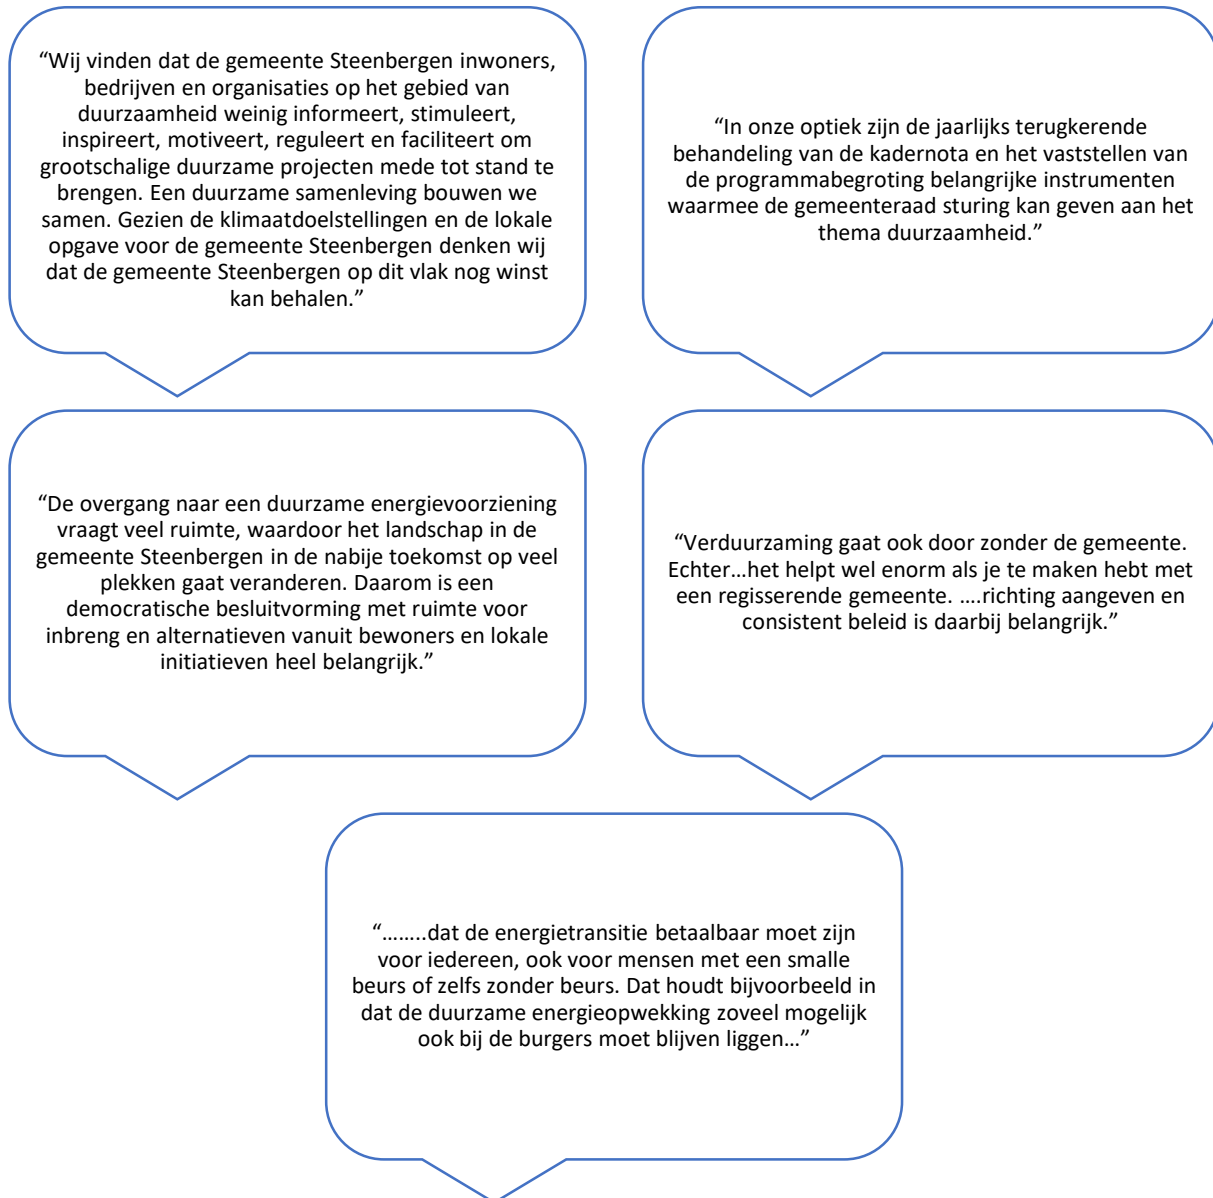 “Wij vinden dat de gemeente Steenbergen inwoners,
bedrijven en organisaties op het gebied van
duurzaamheid weinig informeert, stimuleert,
inspireert, motiveert, reguleert en faciliteert om
grootschalige duurzame projecten mede tot stand te
brengen. Een duurzame samenleving bouwen we
samen. Gezien de klimaatdoelstellingen en de lokale
opgave voor de gemeente Steenbergen denken wij
dat de gemeente Steenbergen op dit vlak nog winst
kan behalen.”
“In onze optiek zijn de jaarlijks terugkerende
behandeling van de kadernota en het vaststellen van
de programmabegroting belangrijke instrumenten
waarmee de gemeenteraad sturing kan geven aan het
thema duurzaamheid.”
“De overgang naar een duurzame energievoorziening
vraagt veel ruimte, waardoor het landschap in de
gemeente Steenbergen in de nabije toekomst op veel
plekken gaat veranderen. Daarom is een
democratische besluitvorming met ruimte voor
inbreng en alternatieven vanuit bewoners en lokale
initiatieven heel belangrijk.”
“Verduurzaming gaat ook door zonder de gemeente.
Echter…het helpt wel enorm als je te maken hebt met
een regisserende gemeente. ….richting aangeven en
consistent beleid is daarbij belangrijk.”
“……..dat de energietransitie betaalbaar moet zijn
voor iedereen, ook voor mensen met een smalle
beurs of zelfs zonder beurs. Dat houdt bijvoorbeeld in
dat de duurzame energieopwekking zoveel mogelijk
ook bij de burgers moet blijven liggen…”